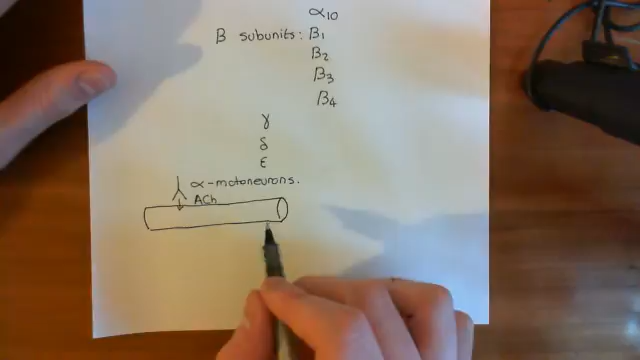 α10
β subunits: β1
β2
β3
β4
γ
δ
ε
α-motoneurons.
ACh